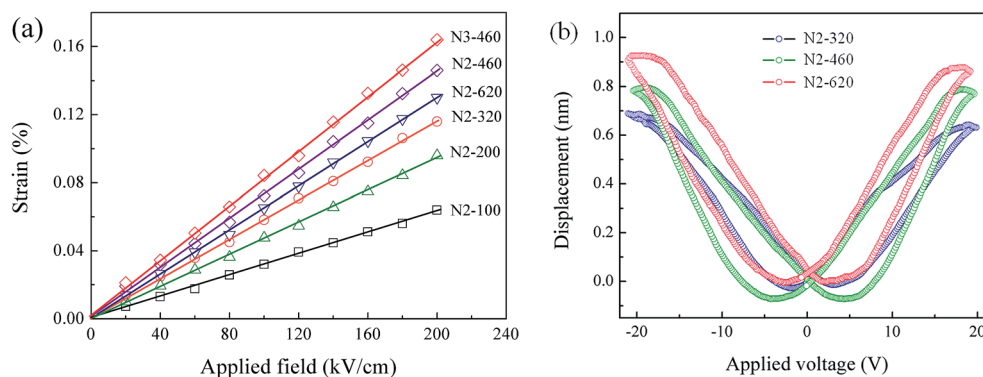 (a)
Strain (%)
0.16
0.12
0.08
0.04
0.00
0
40
80
120
160
200
240
Applied field (kV/cm)
N3-460
N2-460
N2-620
N2-320
N2-200
N2-100
(b)
Displacement (nm)
1.0
0.8
0.6
0.4
0.2
0.0
-20
-10
0
10
20
Applied voltage (V)
N2-320
N2-460
N2-620